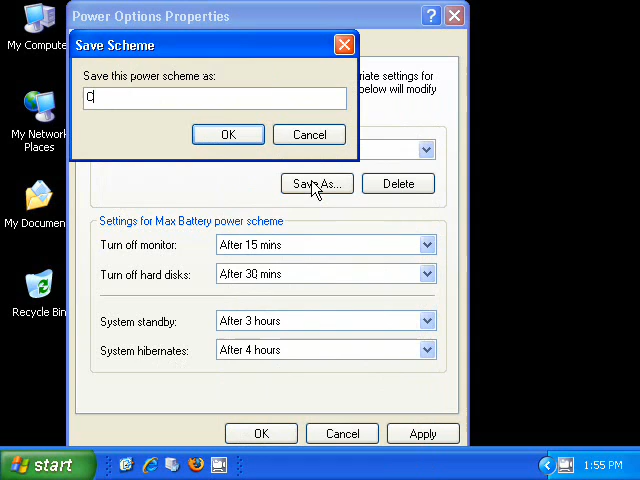 Power Options Properties
My Compute
Save Scheme
Save this power scheme as:
riate settings for
below will modify
C
OK
Cancel
My Network
Places
Save As...
Delete
My Documen
Settings for Max Battery power scheme
Turn off monitor:
After 15 mins
Turn off hard disks:
After 30 mins
Recycle Bin
System standby:
After 3 hours
System hibernates:
After 4 hours
OK
Cancel
Apply
start
1:55 PM